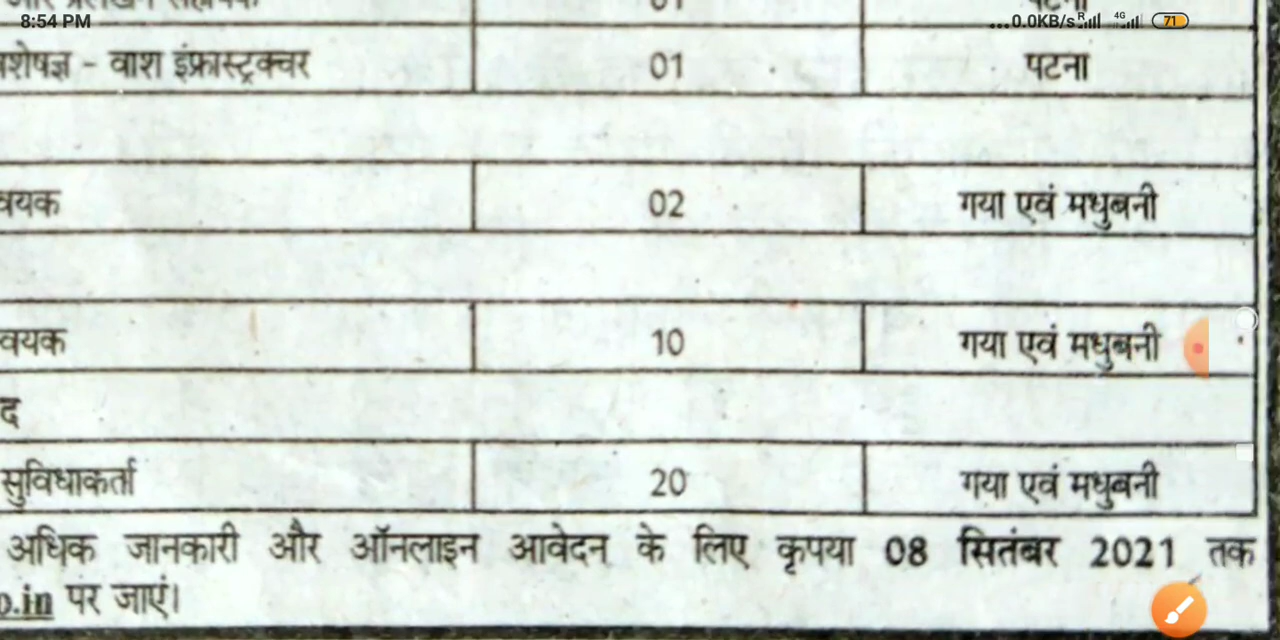 8:54 PM ...0.0KB/s R 4G 71
01
शेषज्ञ - वाश इंफ्रास्ट्रक्चर 01 पटना
वयक 02 गया एवं मधुबनी
वयक 10 गया एवं मधुबनी
द
सुविधाकर्ता 20 गया एवं मधुबनी
अधिक जानकारी और ऑनलाइन आवेदन के लिए कृपया 08 सितंबर 2021 तक
.in पर जाएं।